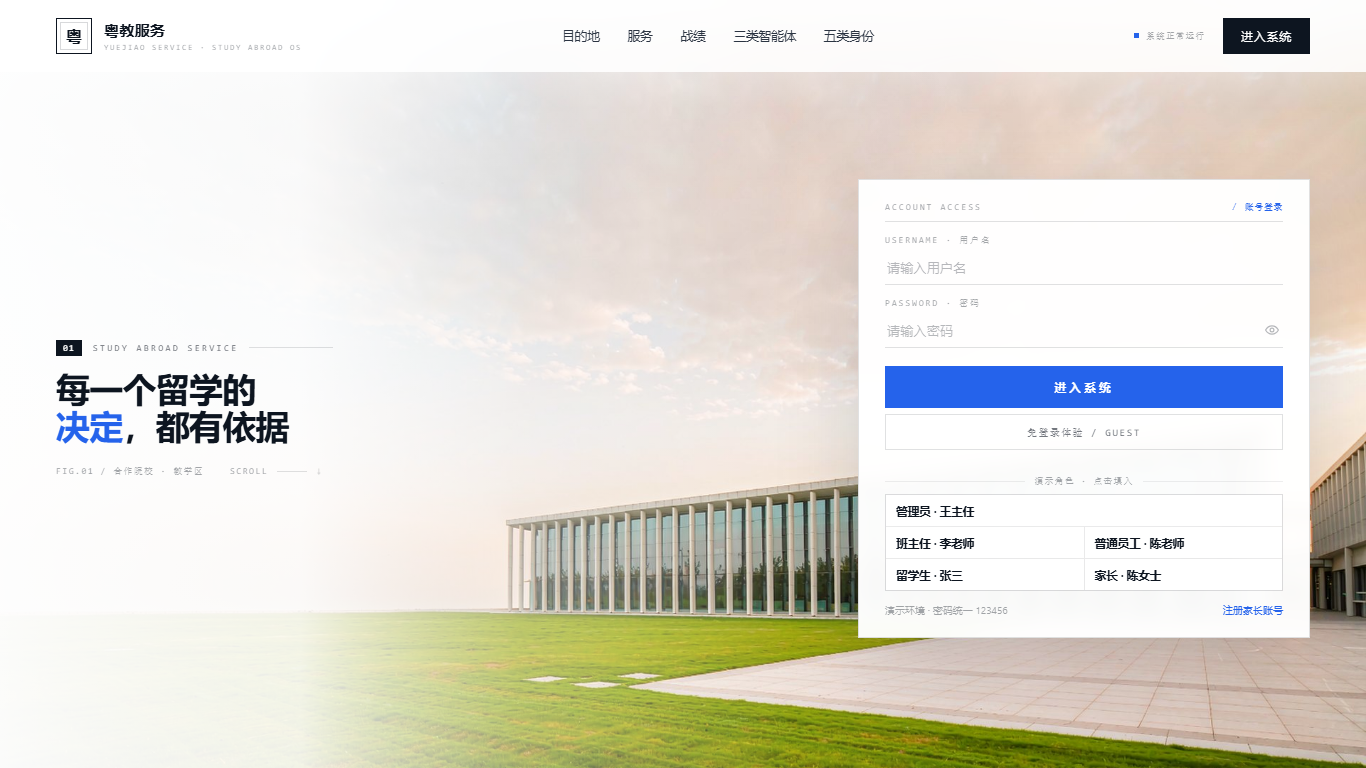 粤
粤教服务
YUEJIAO SERVICE · STUDY ABROAD OS
目的地 服务 战绩 三类智能体 五类身份
系统正常运行
进入系统
01 STUDY ABROAD SERVICE
每一个留学的
决定，都有依据
FIG.01 / 合作院校 · 教学区 SCROLL ↓
ACCOUNT ACCESS / 账号登录
USERNAME · 用户名
请输入用户名
PASSWORD · 密码
请输入密码
进入系统
免登录体验 / GUEST
演示角色 · 点击填入
管理员 · 王主任
班主任 · 李老师 普通员工 · 陈老师
留学生 · 张三 家长 · 陈女士
演示环境 · 密码统一 123456 注册家长账号